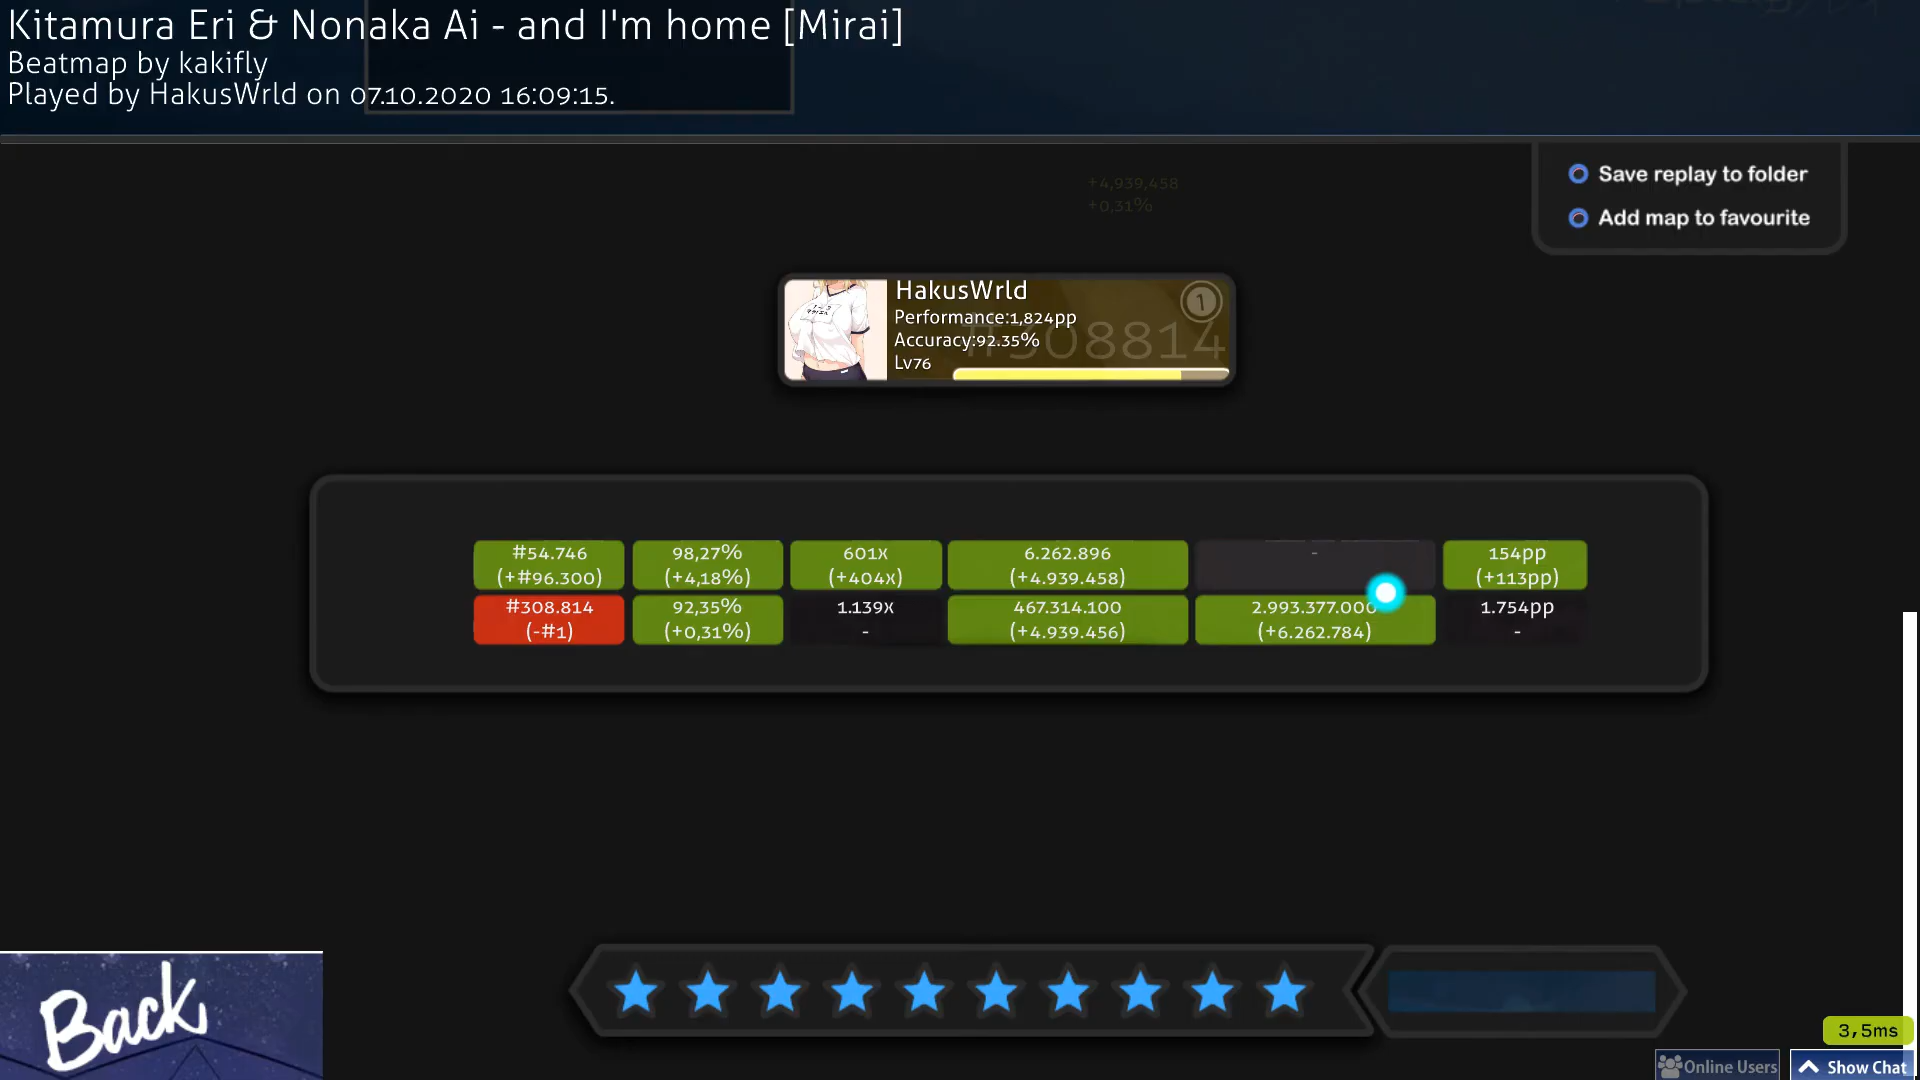 Kitamura Eri & Nonaka Ai - and I'm home [Mirai]
Beatmap by kakifly
Played by HakusWrld on 07.10.2020 16:09:15.
Save replay to folder
Add map to favourite
+4,939,458
+0,31%
HakusWrld
1
Performance:1,824pp
#308814
Accuracy:92.35%
Lv76
#54.746 98,27% 601x 6.262.896 - 154pp
(+#96.300) (+4,18%) (+404x) (+4.939.458) (+113pp)
#308.814 92,35% 1.139x 467.314.100 2.993.377.000 1.754pp
(-#1) (+0,31%) - (+4.939.456) (+6.262.784) -
Back
3,5ms
Online Users
Show Chat